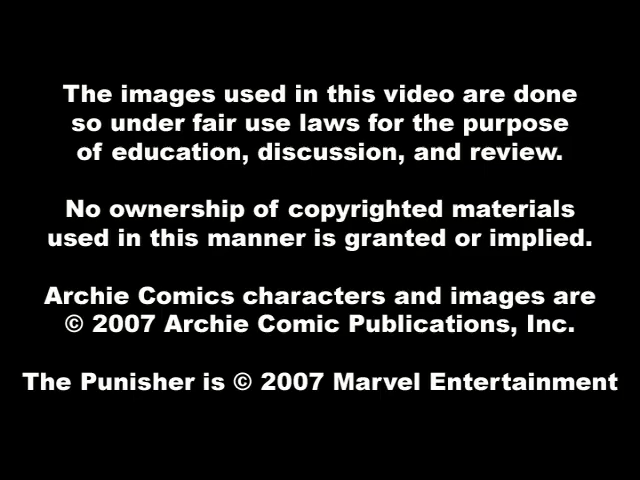 The images used in this video are done
so under fair use laws for the purpose
of education, discussion, and review.
No ownership of copyrighted materials
used in this manner is granted or implied.
Archie Comics characters and images are
© 2007 Archie Comic Publications, Inc.
The Punisher is © 2007 Marvel Entertainment